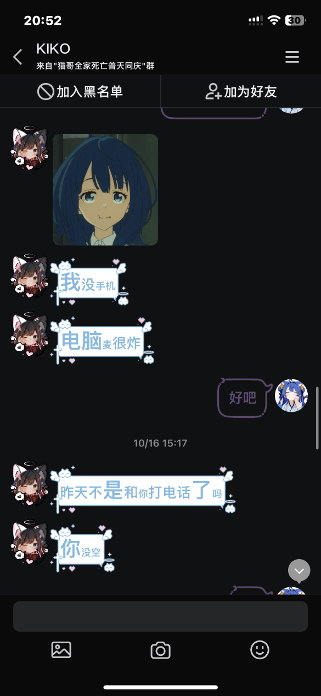 20:52
30
KIKO
来自"猫哥全家死亡普天同庆"群
加入黑名单
加为好友
我没手机
电脑麦很炸
好吧
10/16 15:17
昨天不是和你打电话了吗
你没空